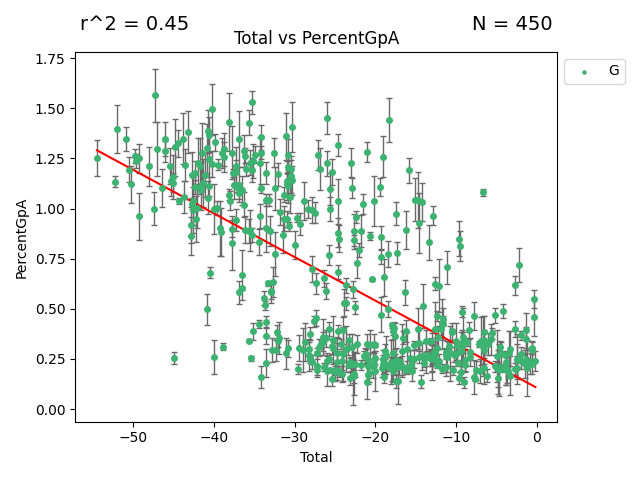 r^2 = 0.45 N = 450
Total vs PercentGpA
G
1.75
1.50
1.25
1.00
0.75
0.50
0.25
0.00
PercentGpA
−50 −40 −30 −20 −10 0
Total